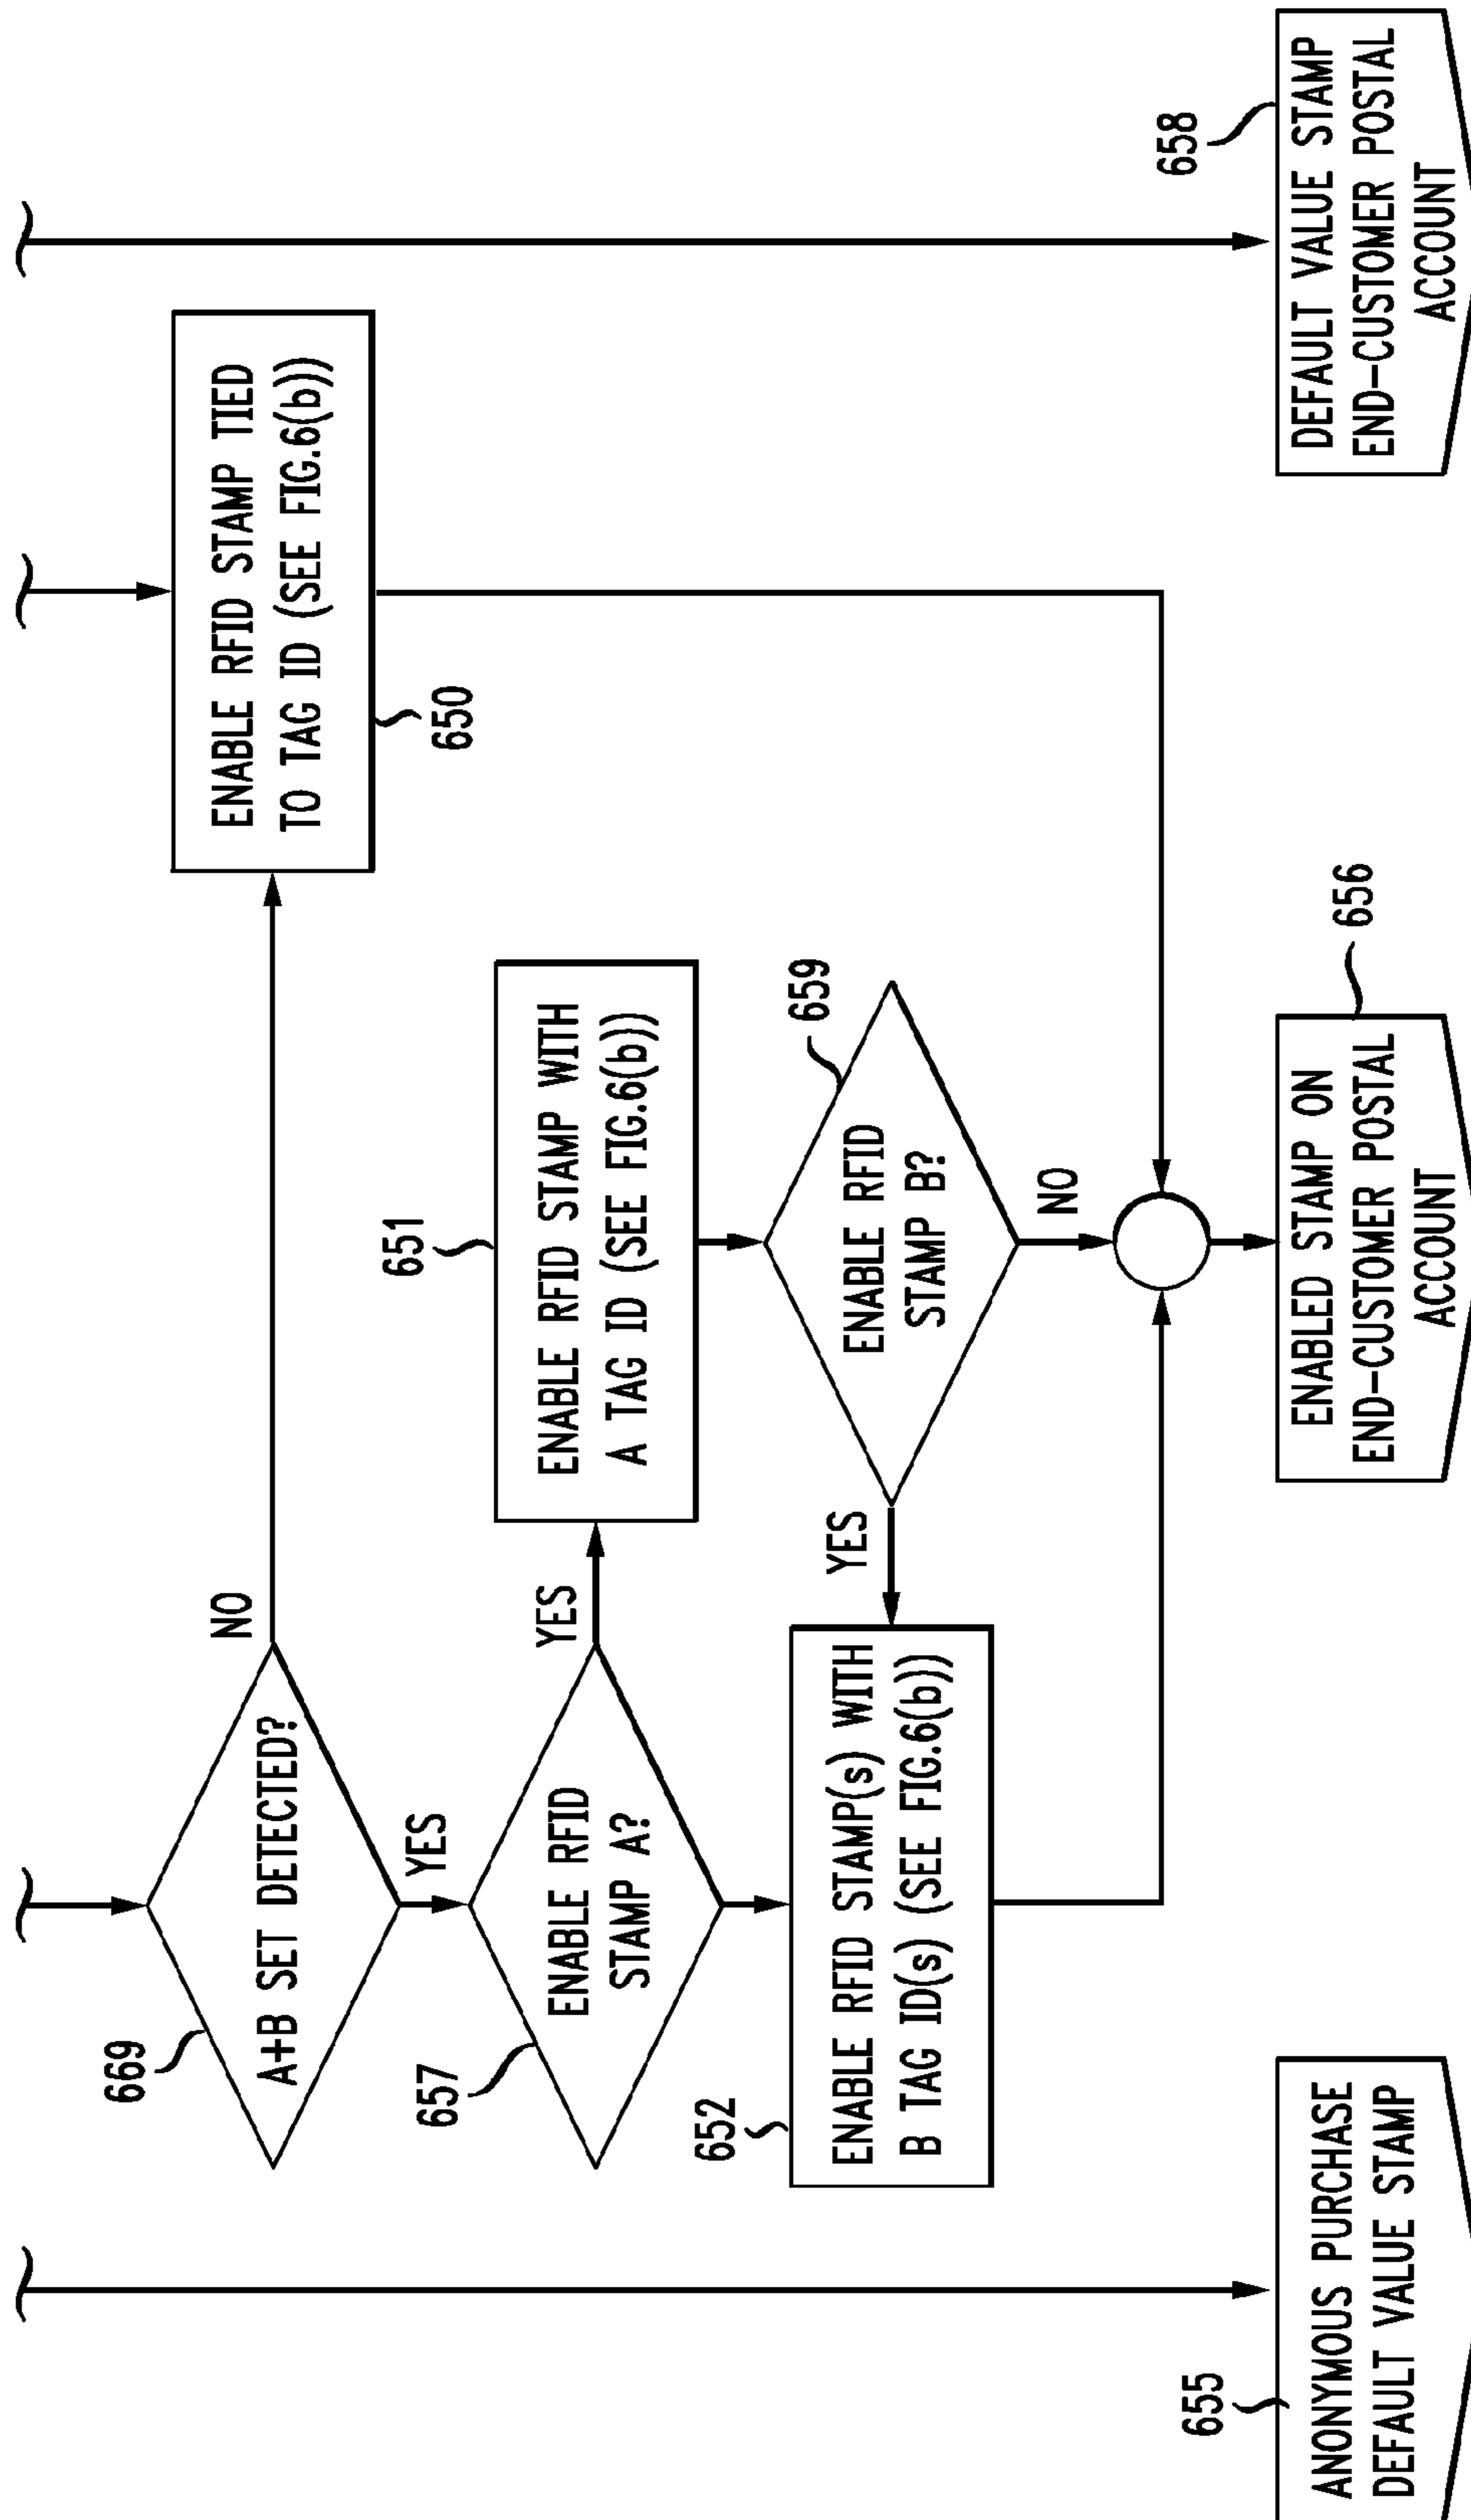 669
A+B SET DETECTED?
NO
YES
657
ENABLE RFID
STAMP A?
YES
ENABLE RFID STAMP TIED
TO TAG ID (SEE FIG.6(b))
650
651
ENABLE RFID STAMP WITH
A TAG ID (SEE FIG.6(b))
652
ENABLE RFID STAMP(s) WITH
B TAG ID(s) (SEE FIG.6(b))
YES
659
ENABLE RFID
STAMP B?
NO
655
ANONYMOUS PURCHASE
DEFAULT VALUE STAMP
656
ENABLED STAMP ON
END-CUSTOMER POSTAL
ACCOUNT
658
DEFAULT VALUE STAMP
END-CUSTOMER POSTAL
ACCOUNT